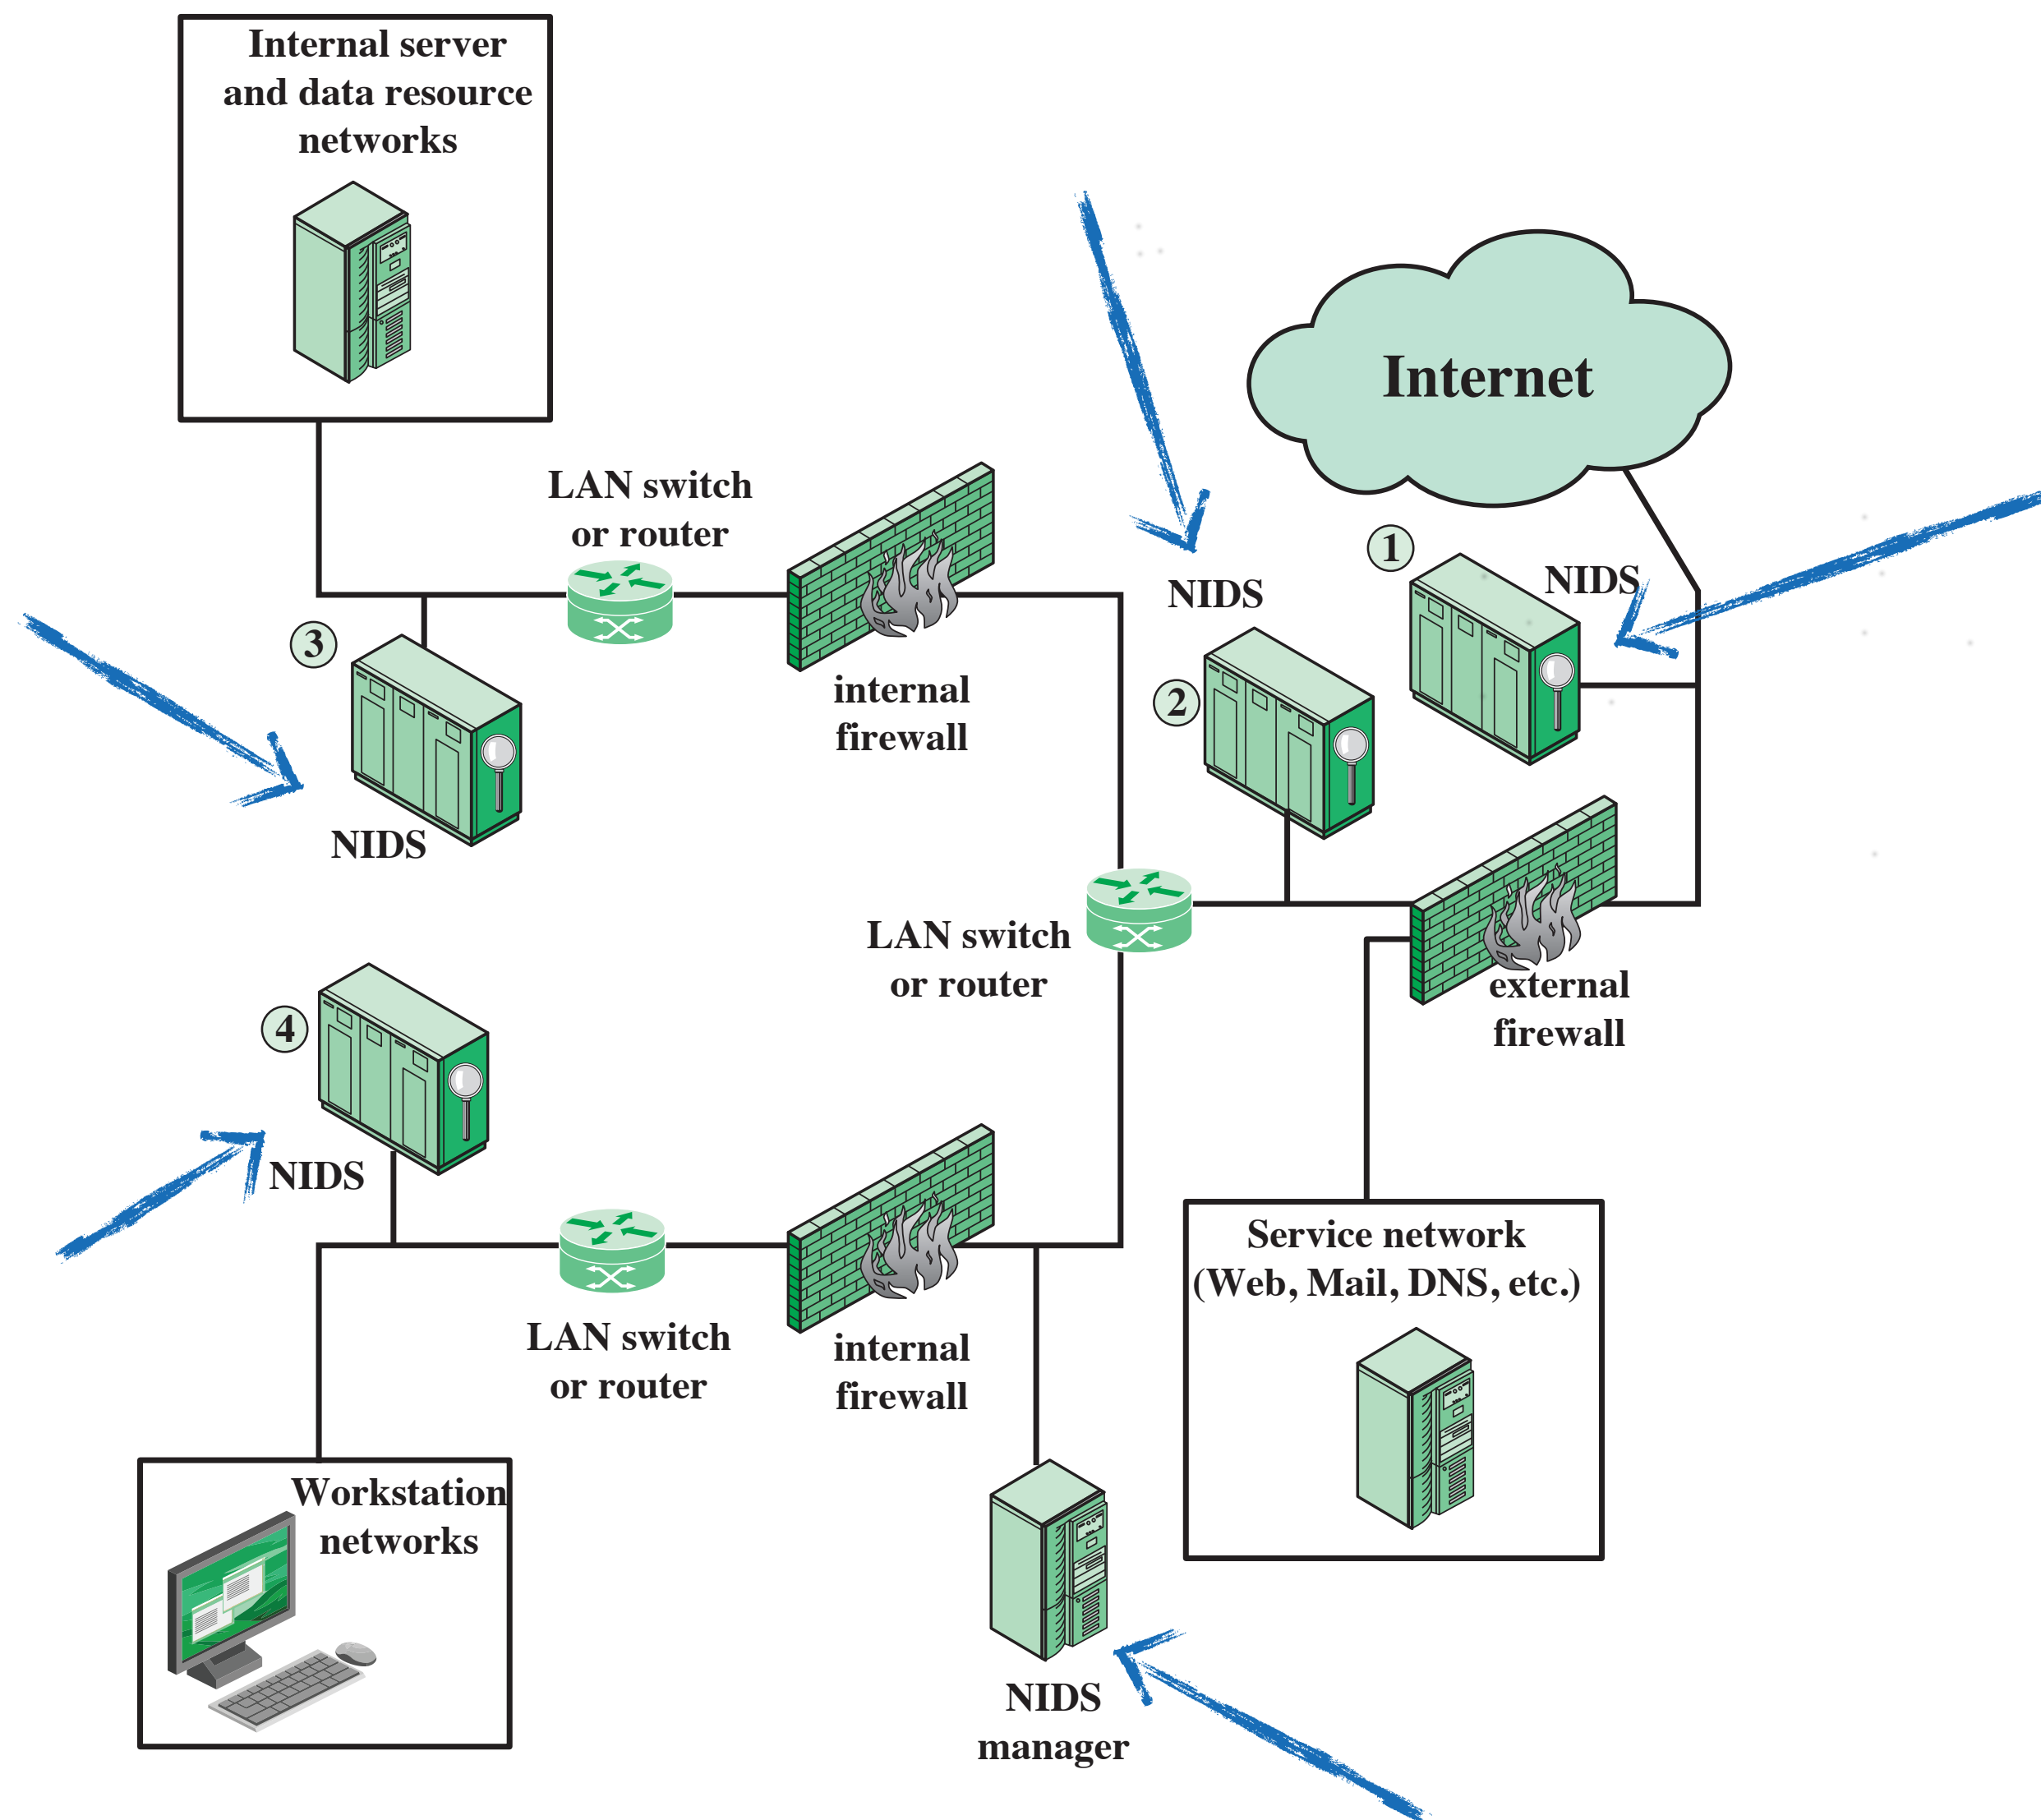 Internal server
and data resource
networks
Internet
LAN switch
or router
1
NIDS
NIDS
3
internal
firewall
2
NIDS
LAN switch
or router
external
firewall
4
NIDS
Service network
(Web, Mail, DNS, etc.)
LAN switch
or router
internal
firewall
Workstation
networks
NIDS
manager